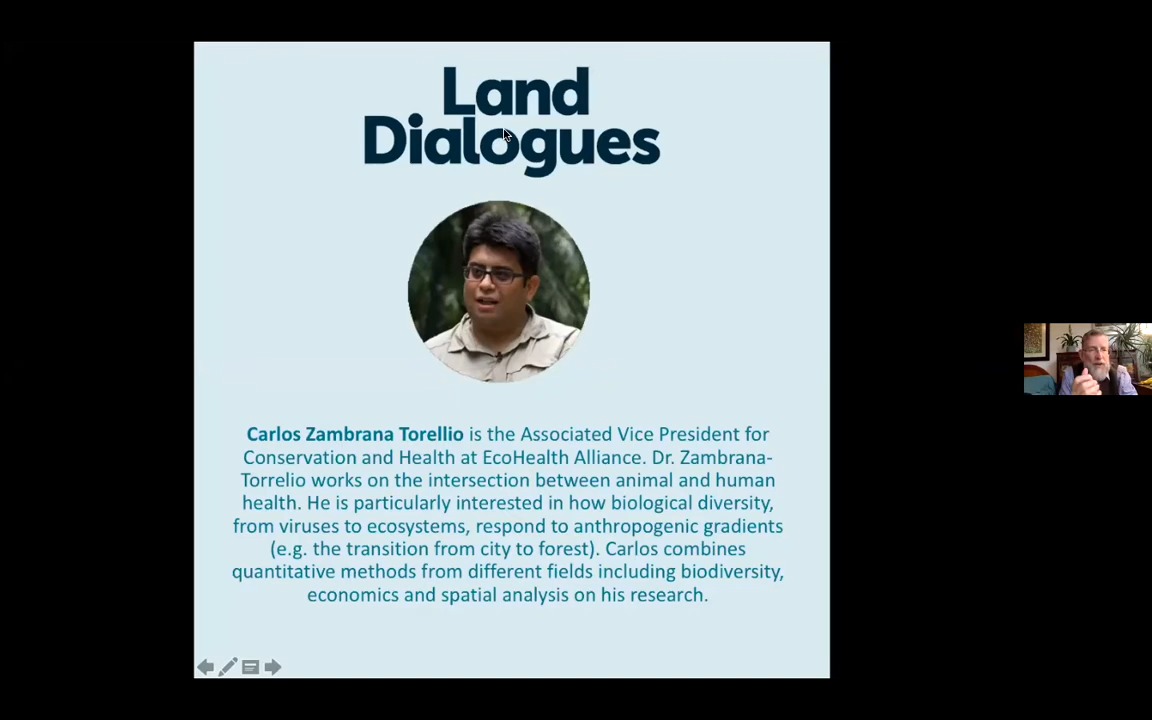 Land
Dialogues
Carlos Zambrana Torellio is the Associated Vice President for
Conservation and Health at EcoHealth Alliance. Dr. Zambrana-
Torrelio works on the intersection between animal and human
health. He is particularly interested in how biological diversity,
from viruses to ecosystems, respond to anthropogenic gradients
(e.g. the transition from city to forest). Carlos combines
quantitative methods from different fields including biodiversity,
economics and spatial analysis on his research.